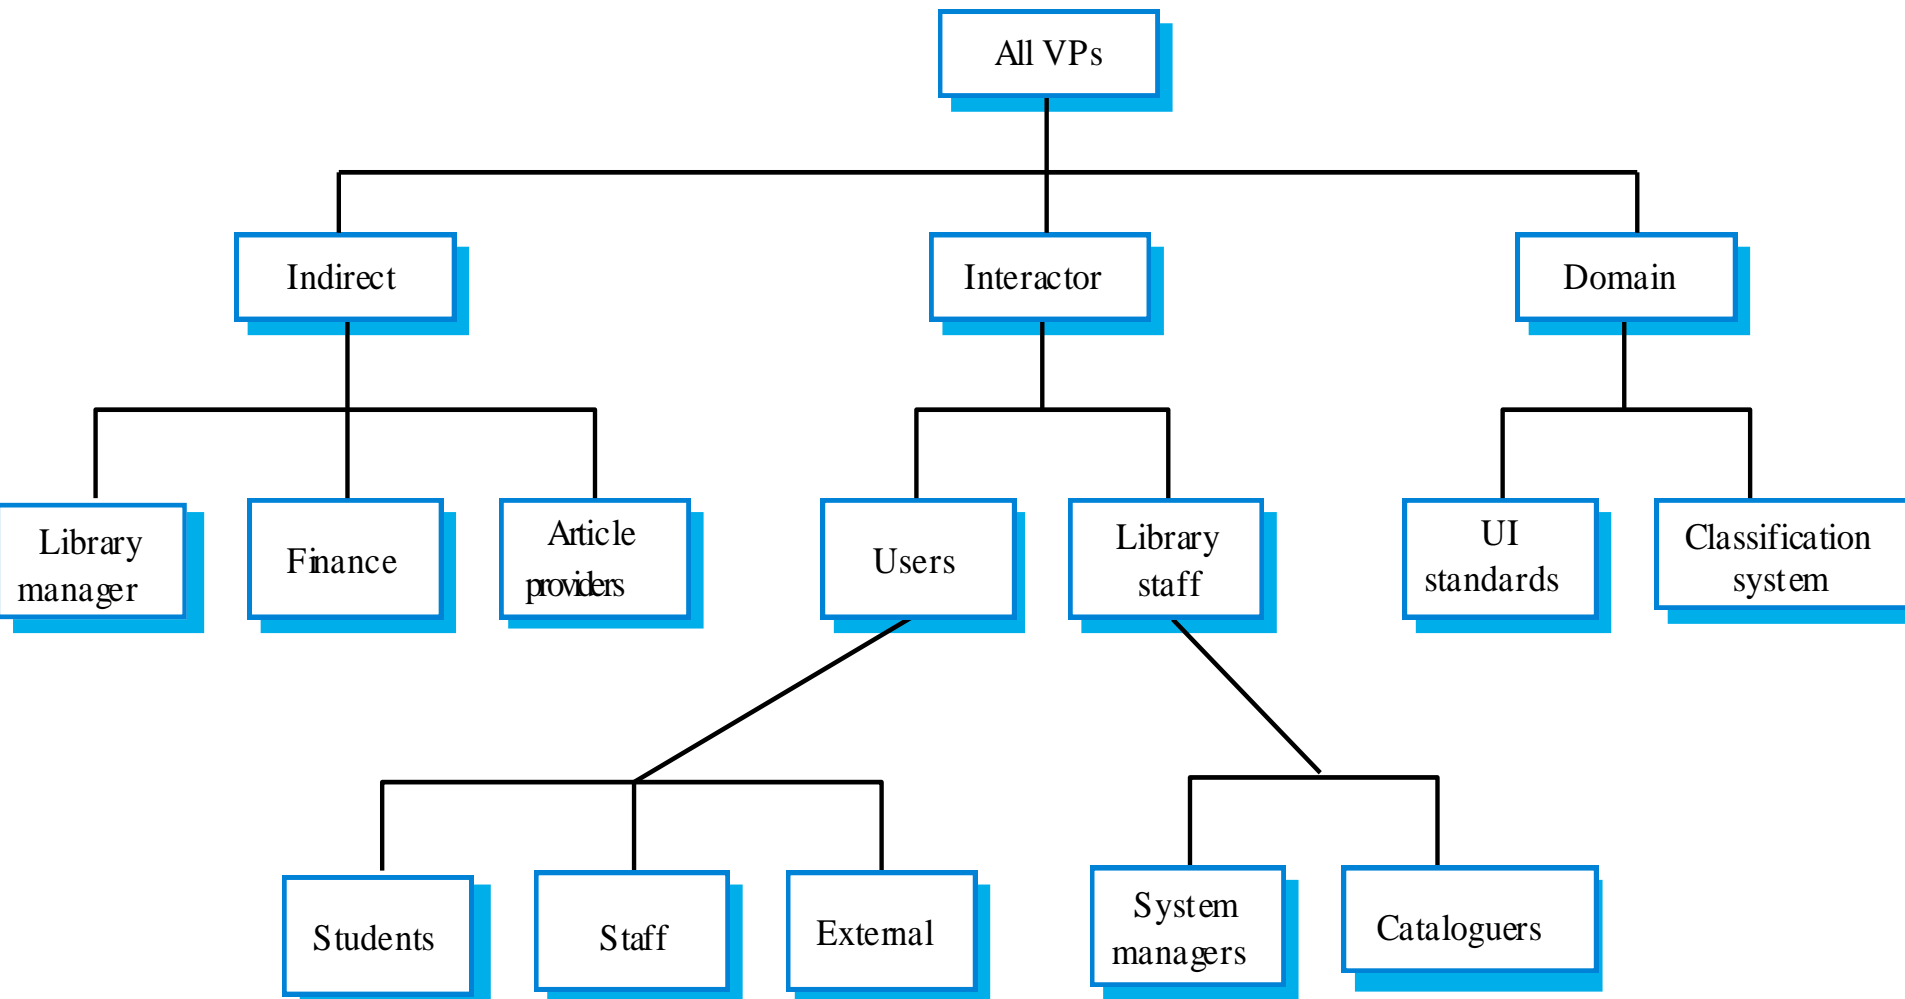 All VPs
Indirect
Interactor
Domain
Library
manager
Finance
Article
providers
Users
Library
staff
UI
standards
Classification
system
Students
Staff
External
System
managers
Cataloguers